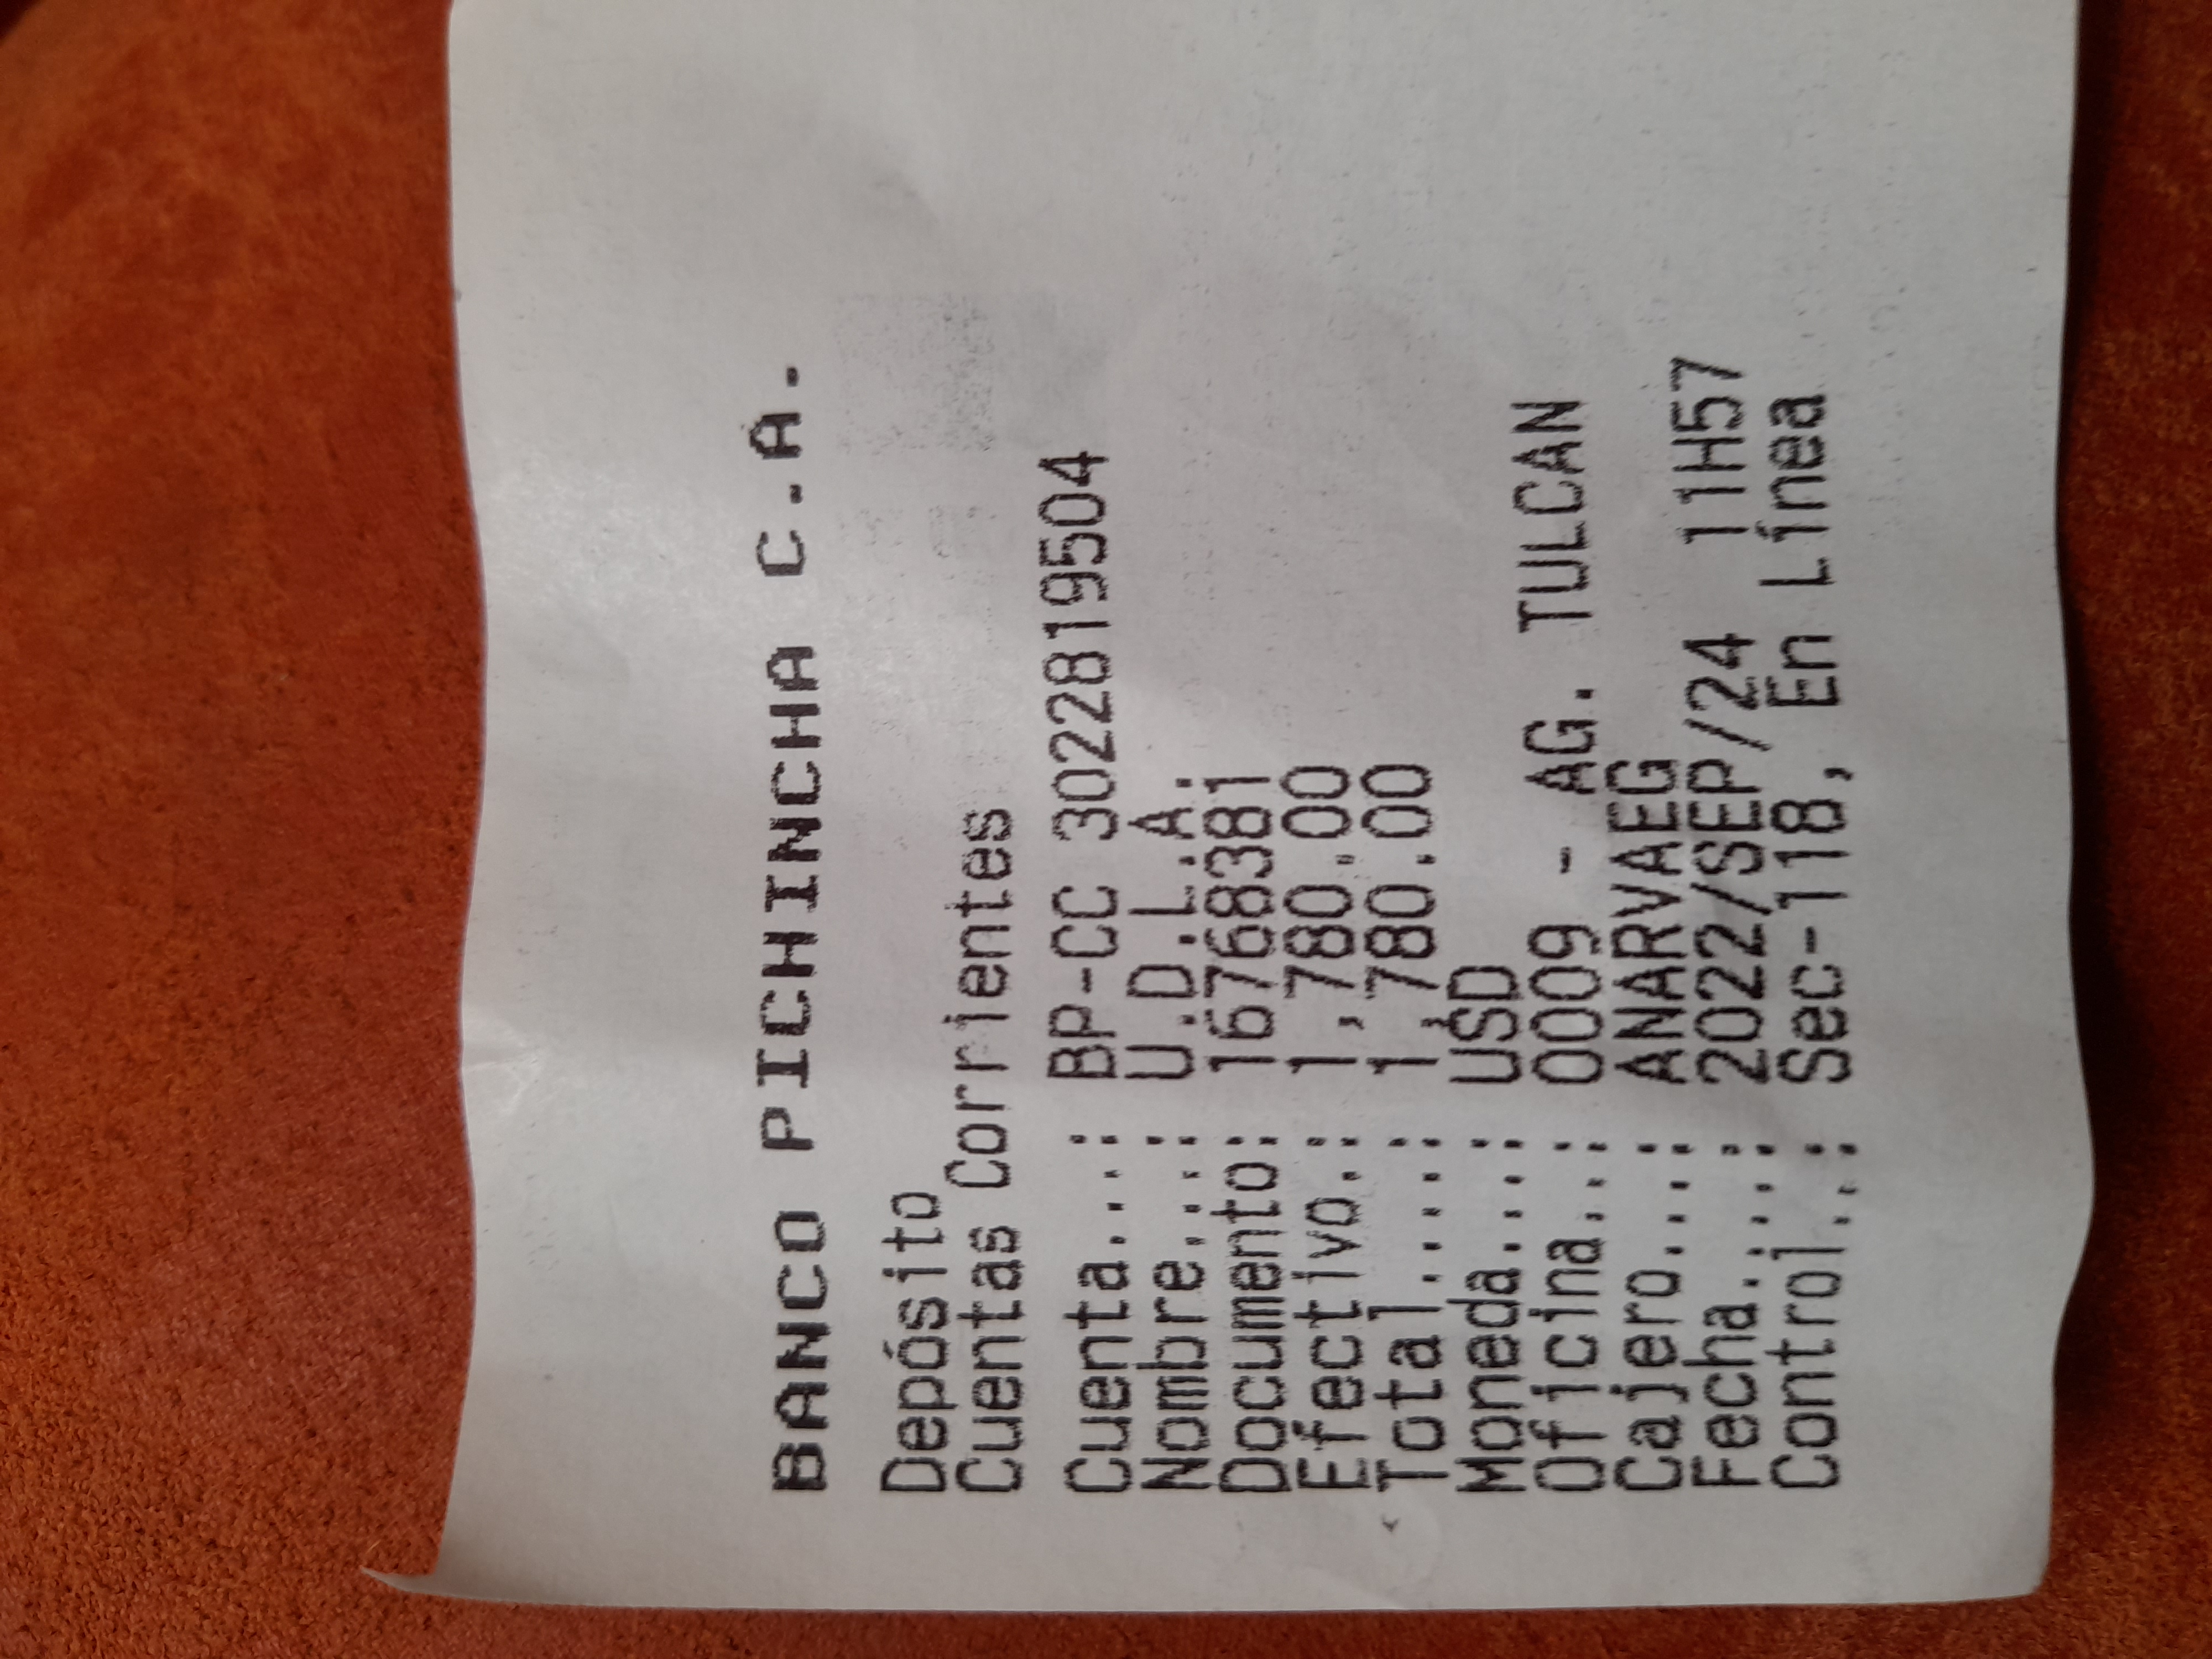 BANCO PICHINCHA C.A.
Depósito
Cuentas Corrientes
Cuenta...: BP-CC 3022819504
Nombre...: U.D.L.A.
Documento: 16768381
Efectivo.: 1,780.00
Total....: 1,780.00
Moneda...: USD
Oficina..: 0009 - AG. TULCAN
Cajero...: ANARVAEG
Fecha....: 2022/SEP/24 11H57
Control..: Sec-118, En Línea